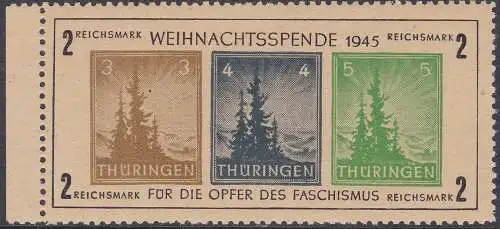 2 REICHSMARK WEIHNACHTSSPENDE 1945 REICHSMARK 2
3 3 4 4 5 5
THÜRINGEN THÜRINGEN THÜRINGEN
2 REICHSMARK FÜR DIE OPFER DES FASCHISMUS REICHSMARK 2